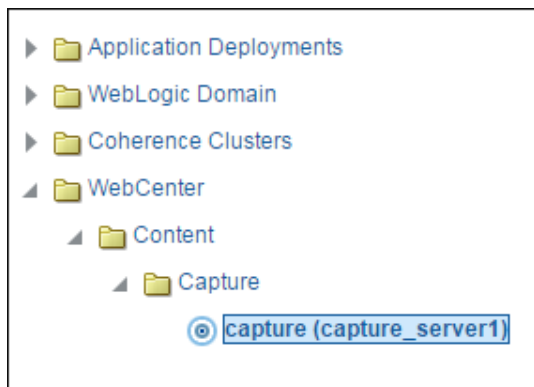 Application Deployments
WebLogic Domain
Coherence Clusters
WebCenter
Content
Capture
capture (capture_server1)